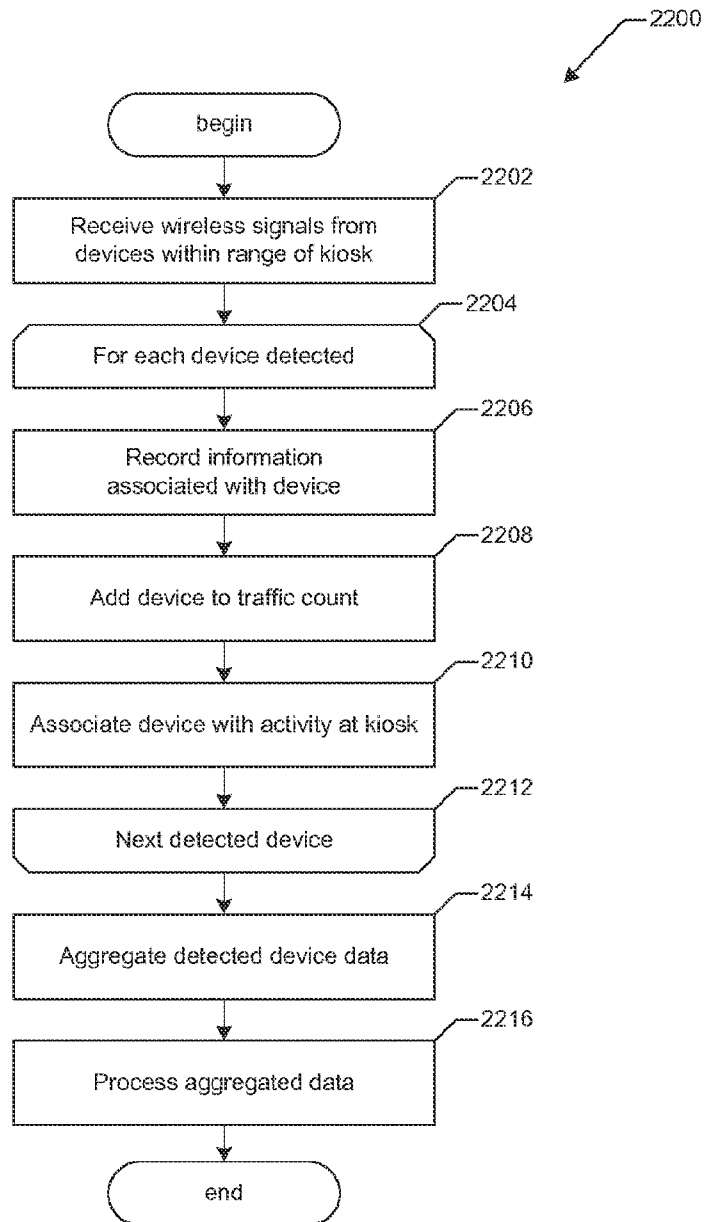 2200
begin
2202
Receive wireless signals from
devices within range of kiosk
2204
For each device detected
2206
Record information
associated with device
2208
Add device to traffic count
2210
Associate device with activity at kiosk
2212
Next detected device
2214
Aggregate detected device data
2216
Process aggregated data
end